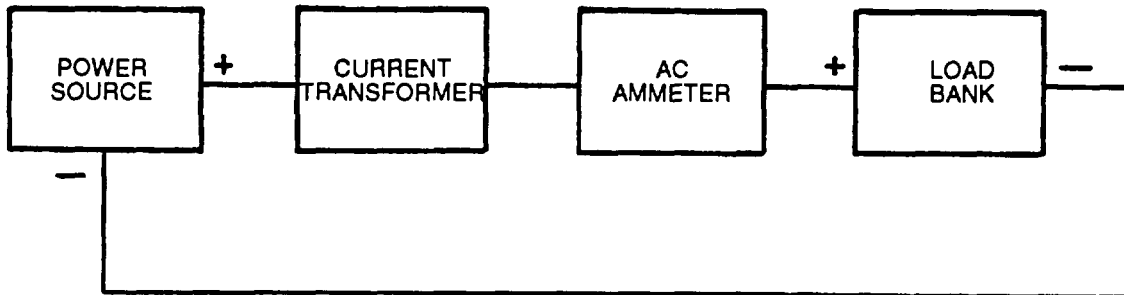 POWER
SOURCE
+
CURRENT
TRANSFORMER
AC
AMMETER
+
LOAD
BANK
—
—